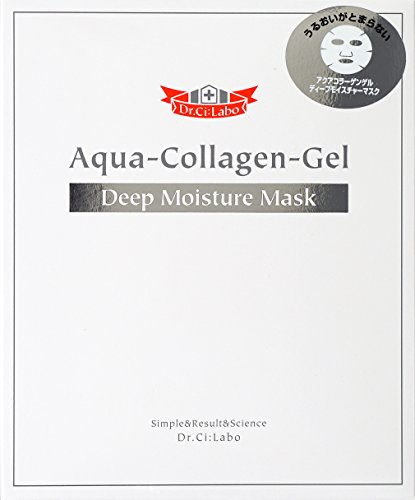 うるおいがとまらない
アクアコラーゲンゲル
ディープモイスチャーマスク
Dr.Ci:Labo
Aqua-Collagen-Gel
Deep Moisture Mask
Simple&Result&Science
Dr.Ci:Labo